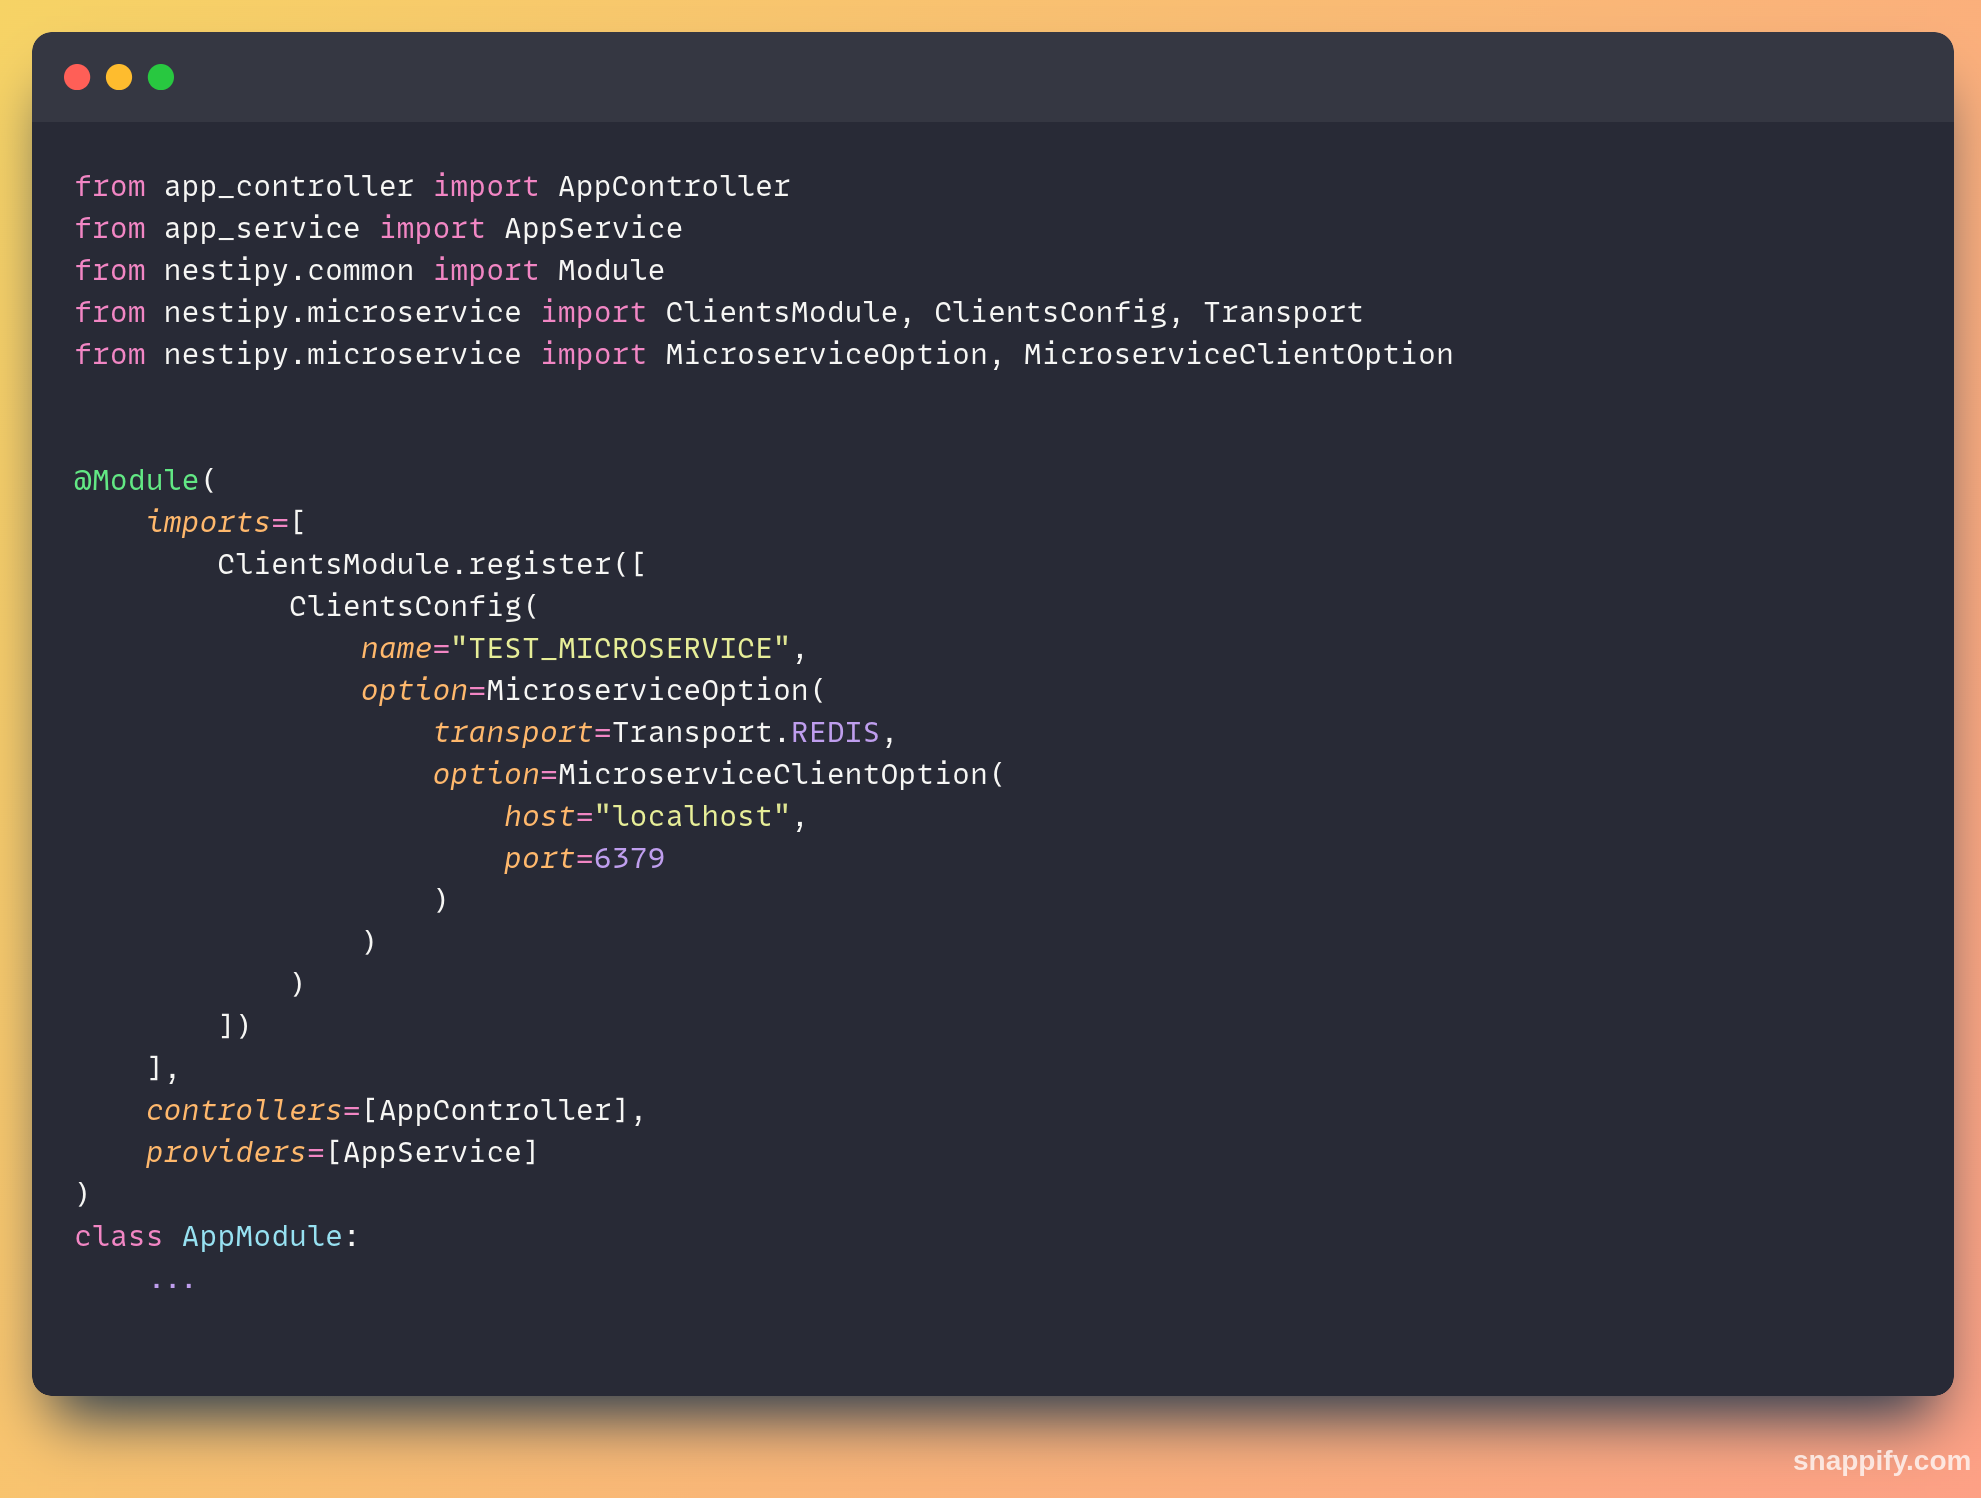 from app_controller import AppController
from app_service import AppService
from nestipy.common import Module
from nestipy.microservice import ClientsModule, ClientsConfig, Transport
from nestipy.microservice import MicroserviceOption, MicroserviceClientOption
@Module(
    imports=[
        ClientsModule.register([
            ClientsConfig(
                name="TEST_MICROSERVICE",
                option=MicroserviceOption(
                    transport=Transport.REDIS,
                    option=MicroserviceClientOption(
                        host="localhost",
                        port=6379
                    )
                )
            )
        ])
    ],
    controllers=[AppController],
    providers=[AppService]
)
class AppModule:
    ...
snappify.com